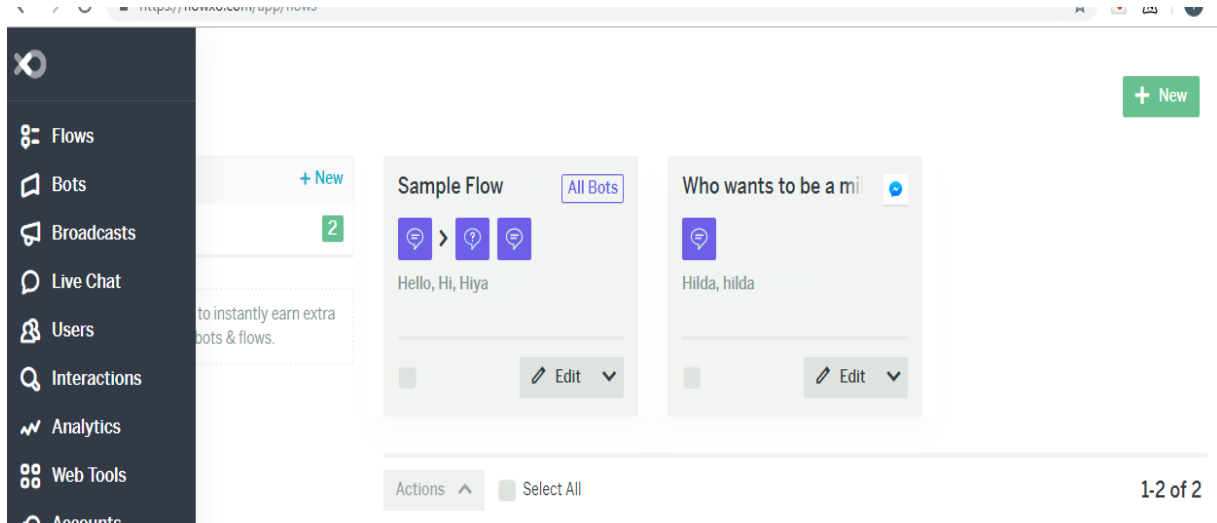 + New
Flows
Bots
Broadcasts
Live Chat
Users
Interactions
Analytics
Web Tools
Accounts
+ New
2
to instantly earn extra
bots & flows.
Sample Flow
All Bots
Hello, Hi, Hiya
Edit
Who wants to be a mi
Hilda, hilda
Edit
Actions
Select All
1-2 of 2